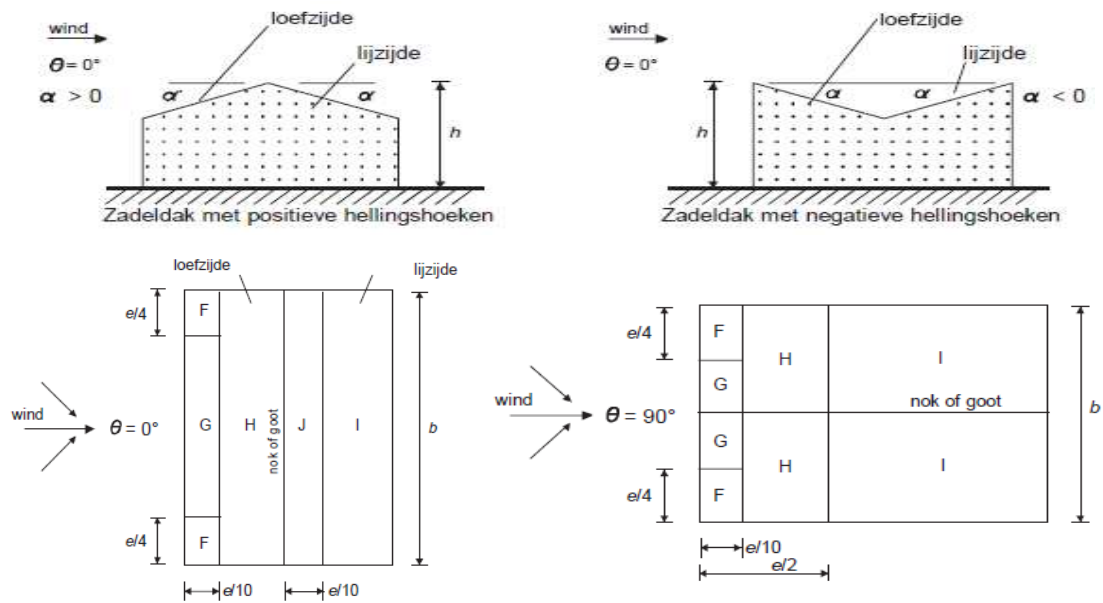 loefzijde
wind
lijzijde
θ = 0°
α > 0
α
α
h
Zadeldak met positieve hellingshoeken
wind
loefzijde
lijzijde
θ = 0°
α
α
α < 0
h
Zadeldak met negatieve hellingshoeken
loefzijde
lijzijde
e/4
F
wind
θ = 0°
G
H
nok of goot
J
I
b
e/4
F
e/10
e/10
e/4
F
H
I
G
nok of goot
wind
θ = 90°
b
G
H
I
e/4
F
e/10
e/2